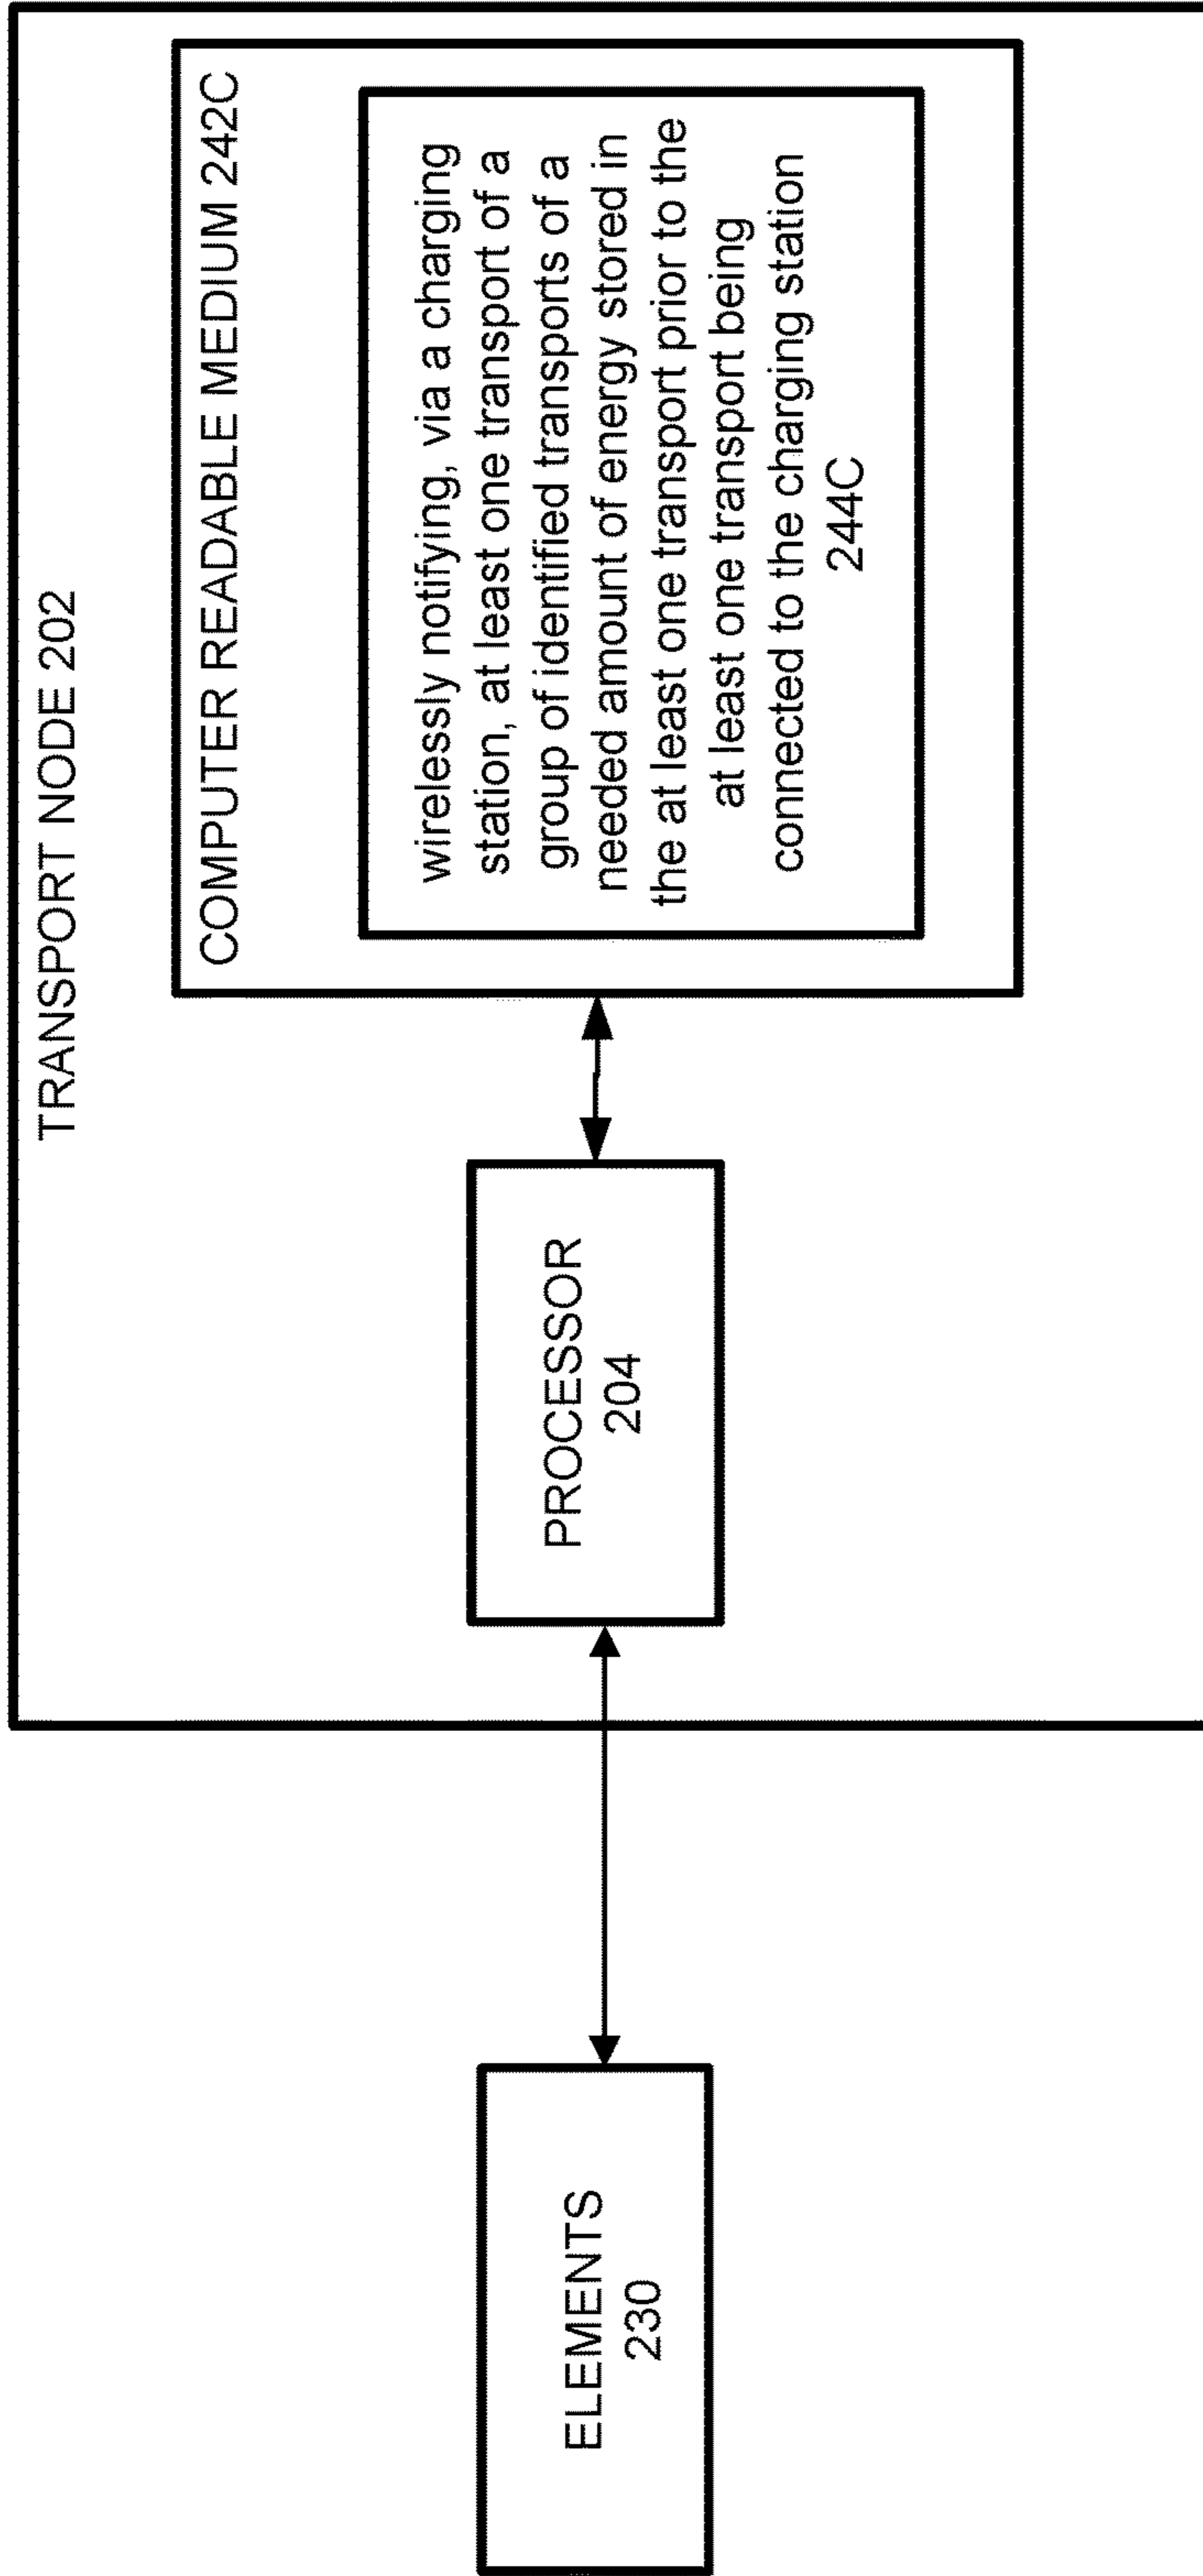 TRANSPORT NODE 202
COMPUTER READABLE MEDIUM 242C
wirelessly notifying, via a charging
station, at least one transport of a
group of identified transports of a
needed amount of energy stored in
the at least one transport prior to the
at least one transport being
connected to the charging station
244C
PROCESSOR
204
ELEMENTS
230